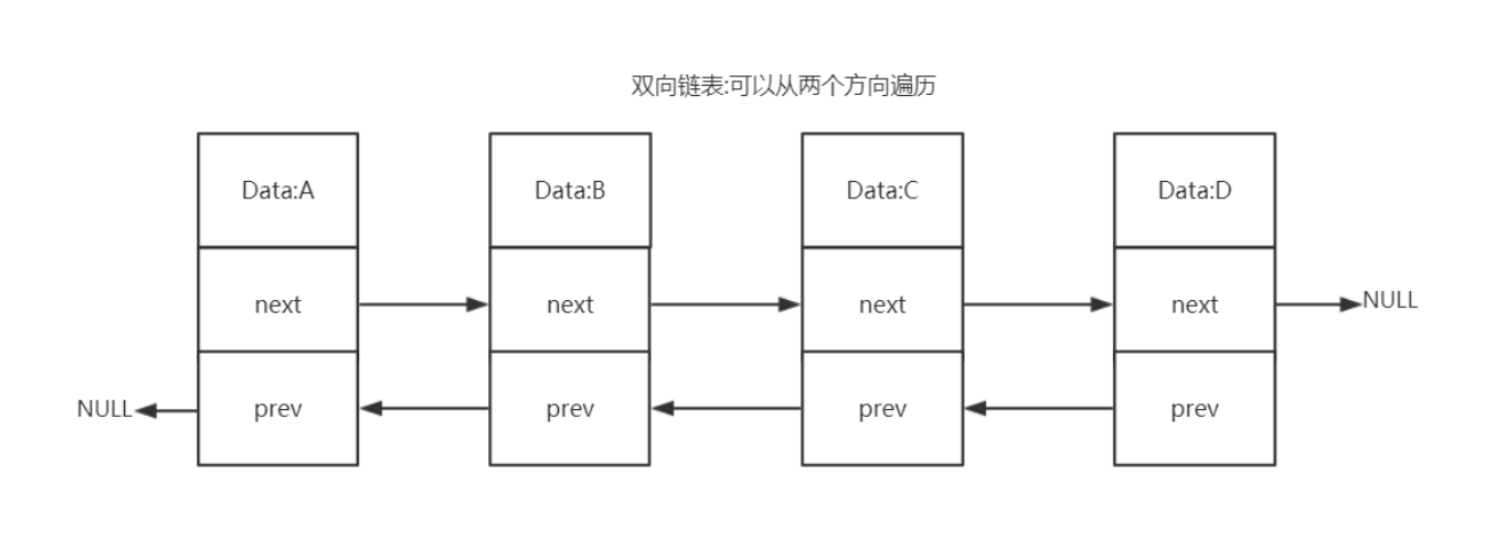 双向链表:可以从两个方向遍历
Data:A
Data:B
Data:C
Data:D
next
next
next
next
NULL
NULL
prev
prev
prev
prev